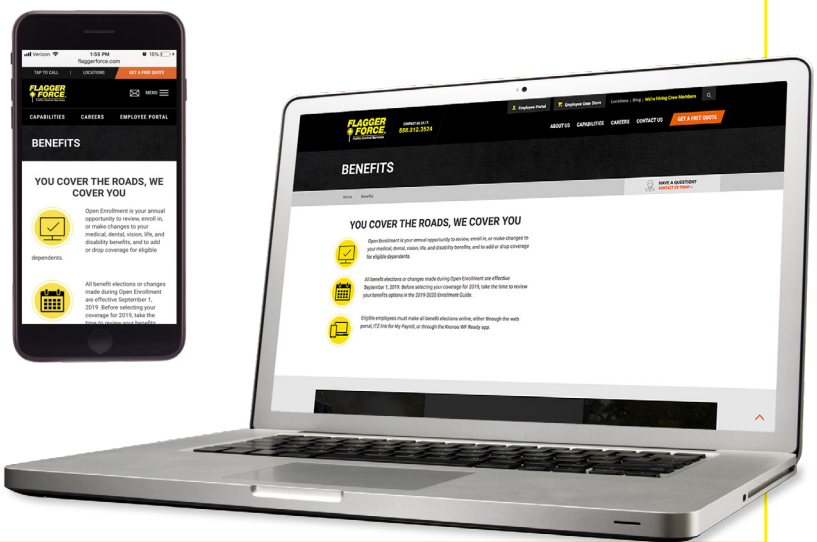 Verizon 1:55 PM 15%
flaggerforce.com
TAP TO CALL | LOCATIONS GET A FREE QUOTE
FLAGGER
FORCE.
Traffic Control Services
MENU
CAPABILITIES CAREERS EMPLOYEE PORTAL
BENEFITS
YOU COVER THE ROADS, WE
COVER YOU
Open Enrollment is your annual
opportunity to review, enroll in,
or make changes to your
medical, dental, vision, life, and
disability benefits, and to add
or drop coverage for eligible
dependents.
All benefit elections or changes
made during Open Enrollment
are effective September 1,
2019. Before selecting your
coverage for 2019, take the
time to review your benefits
Employee Portal Employee Gear Store Locations | Blog | We're Hiring Crew Members
FLAGGER
FORCE.
Traffic Control Services
CONTACT US 24 / 7:
888.312.3524
ABOUT US CAPABILITIES CAREERS CONTACT US GET A FREE QUOTE
BENEFITS
Home Benefits
HAVE A QUESTION?
CONTACT US TODAY »
YOU COVER THE ROADS, WE COVER YOU
Open Enrollment is your annual opportunity to review, enroll in, or make changes to
your medical, dental, vision, life, and disability benefits, and to add or drop coverage
for eligible dependents.
All benefit elections or changes made during Open Enrollment are effective
September 1, 2019. Before selecting your coverage for 2019, take the time to review
your benefits options in the 2019-2020 Enrollment Guide.
Eligible employees must make all benefit elections online, either through the web
portal, ITZ link for My Payroll, or through the Kronos WF Ready app.